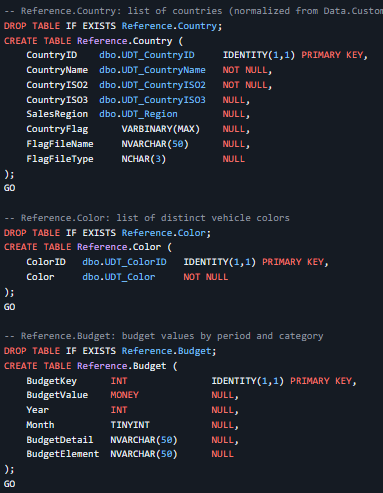 -- Reference.Country: list of countries (normalized from Data.Custom
DROP TABLE IF EXISTS Reference.Country;
CREATE TABLE Reference.Country (
    CountryID    dbo.UDT_CountryID    IDENTITY(1,1) PRIMARY KEY,
    CountryName  dbo.UDT_CountryName  NOT NULL,
    CountryISO2  dbo.UDT_CountryISO2  NOT NULL,
    CountryISO3  dbo.UDT_CountryISO3  NULL,
    SalesRegion  dbo.UDT_Region       NULL,
    CountryFlag     VARBINARY(MAX)    NULL,
    FlagFileName    NVARCHAR(50)      NULL,
    FlagFileType    NCHAR(3)          NULL
);
GO
-- Reference.Color: list of distinct vehicle colors
DROP TABLE IF EXISTS Reference.Color;
CREATE TABLE Reference.Color (
    ColorID  dbo.UDT_ColorID  IDENTITY(1,1) PRIMARY KEY,
    Color    dbo.UDT_Color    NOT NULL
);
GO
-- Reference.Budget: budget values by period and category
DROP TABLE IF EXISTS Reference.Budget;
CREATE TABLE Reference.Budget (
    BudgetKey      INT            IDENTITY(1,1) PRIMARY KEY,
    BudgetValue    MONEY          NULL,
    Year           INT            NULL,
    Month          TINYINT        NULL,
    BudgetDetail   NVARCHAR(50)   NULL,
    BudgetElement  NVARCHAR(50)   NULL
);
GO